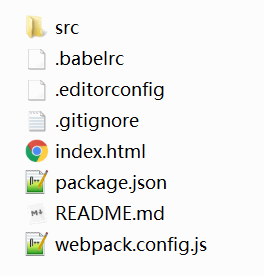 src
.babelrc
.editorconfig
.gitignore
index.html
package.json
README.md
webpack.config.js